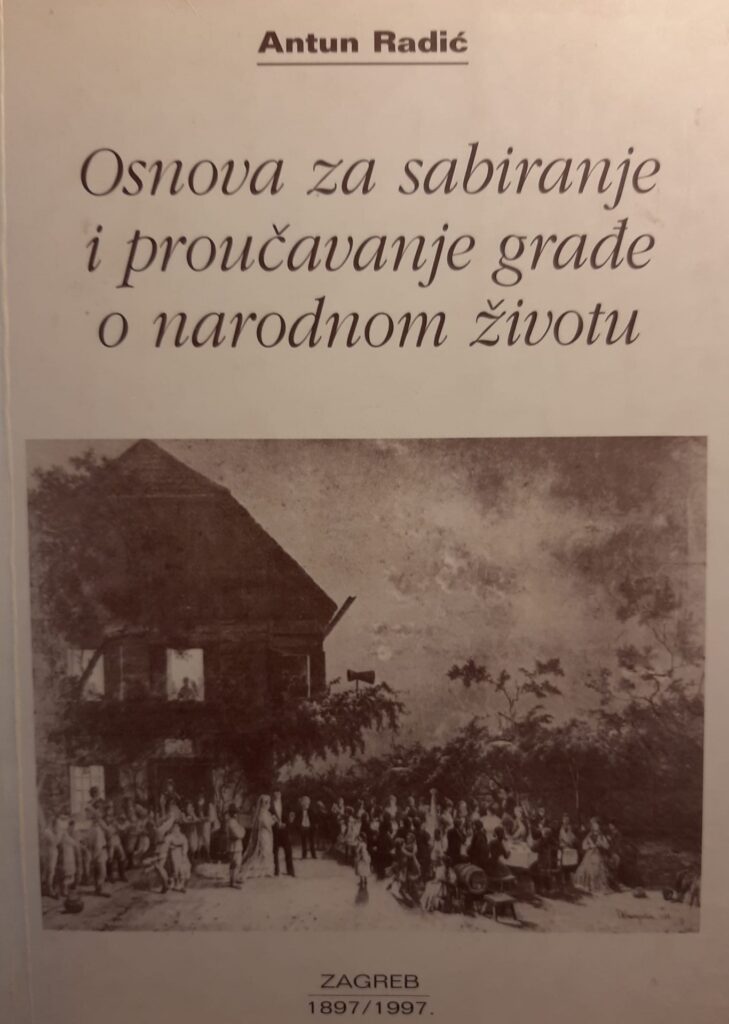 Antun Radić
Osnova za sabiranje
i proučavanje građe
o narodnom životu
ZAGREB
1897/1997.